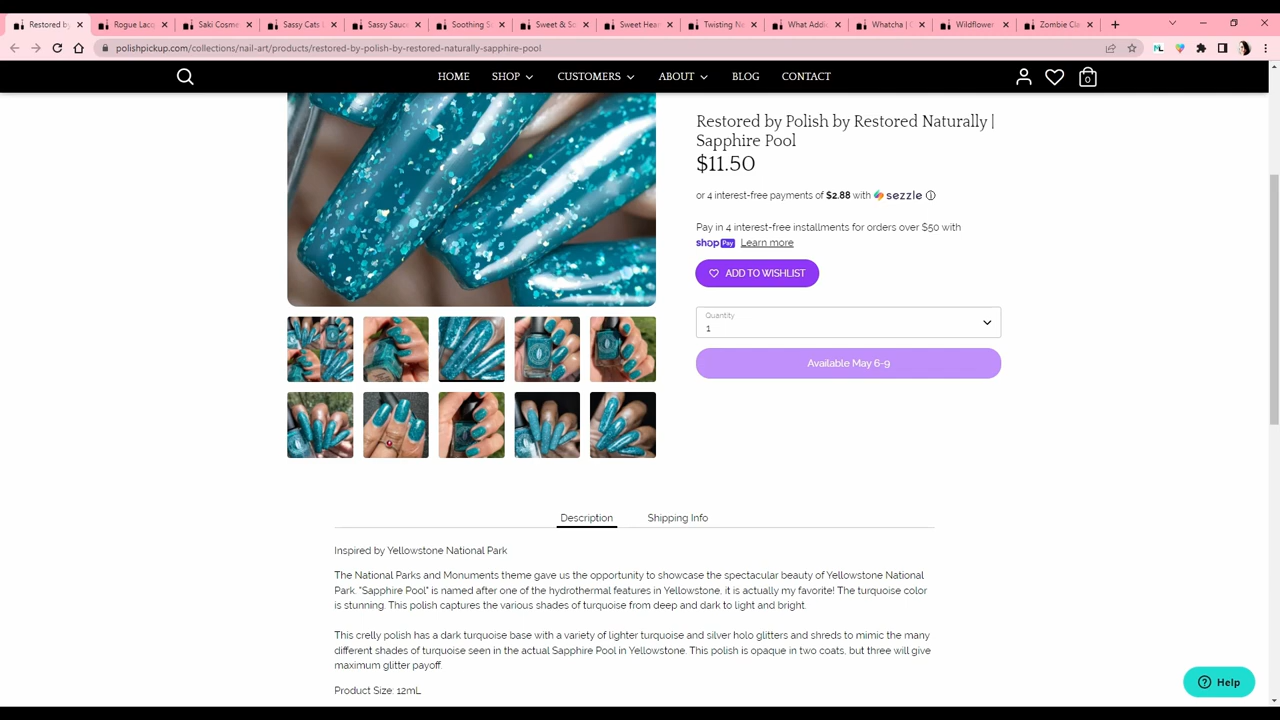 Restored by
Rogue Lacq
Saki Cosme
Sassy Cats
Sassy Sauc
Soothing S
Sweet & So
Sweet Hear
Twisting Ne
What Addi
Whatcha | 
Wildflower
Zombie Cla
polishpickup.com/collections/nail-art/products/restored-by-polish-by-restored-naturally-sapphire-pool
HOME SHOP CUSTOMERS ABOUT BLOG CONTACT
0
Restored by Polish by Restored Naturally |
Sapphire Pool
$11.50
or 4 interest-free payments of $2.88 with sezzle
Pay in 4 interest-free installments for orders over $50 with
shop Pay Learn more
ADD TO WISHLIST
Quantity
1
Available May 6-9
Description Shipping Info
Inspired by Yellowstone National Park
The National Parks and Monuments theme gave us the opportunity to showcase the spectacular beauty of Yellowstone National
Park. "Sapphire Pool" is named after one of the hydrothermal features in Yellowstone, it is actually my favorite! The turquoise color
is stunning. This polish captures the various shades of turquoise from deep and dark to light and bright.
This crelly polish has a dark turquoise base with a variety of lighter turquoise and silver holo glitters and shreds to mimic the many
different shades of turquoise seen in the actual Sapphire Pool in Yellowstone. This polish is opaque in two coats, but three will give
maximum glitter payoff.
Product Size: 12mL
Help